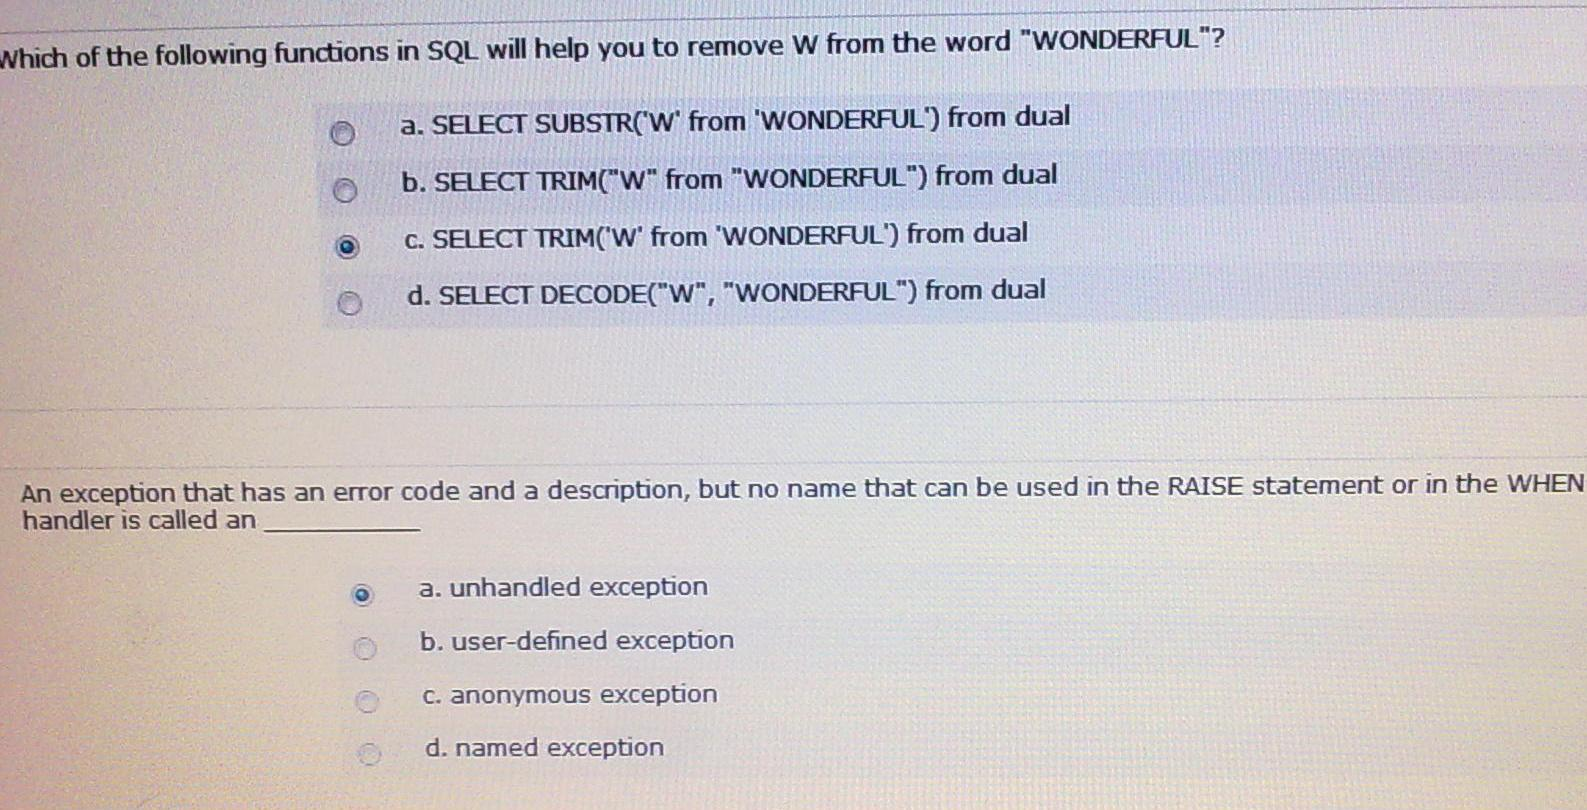 Which of the following functions in SQL will help you to remove W from the word "WONDERFUL"?
a. SELECT SUBSTR('W' from 'WONDERFUL') from dual
b. SELECT TRIM("W" from "WONDERFUL") from dual
c. SELECT TRIM('W' from 'WONDERFUL') from dual
d. SELECT DECODE("W", "WONDERFUL") from dual
An exception that has an error code and a description, but no name that can be used in the RAISE statement or in the WHEN
handler is called an ____________
a. unhandled exception
b. user-defined exception
c. anonymous exception
d. named exception